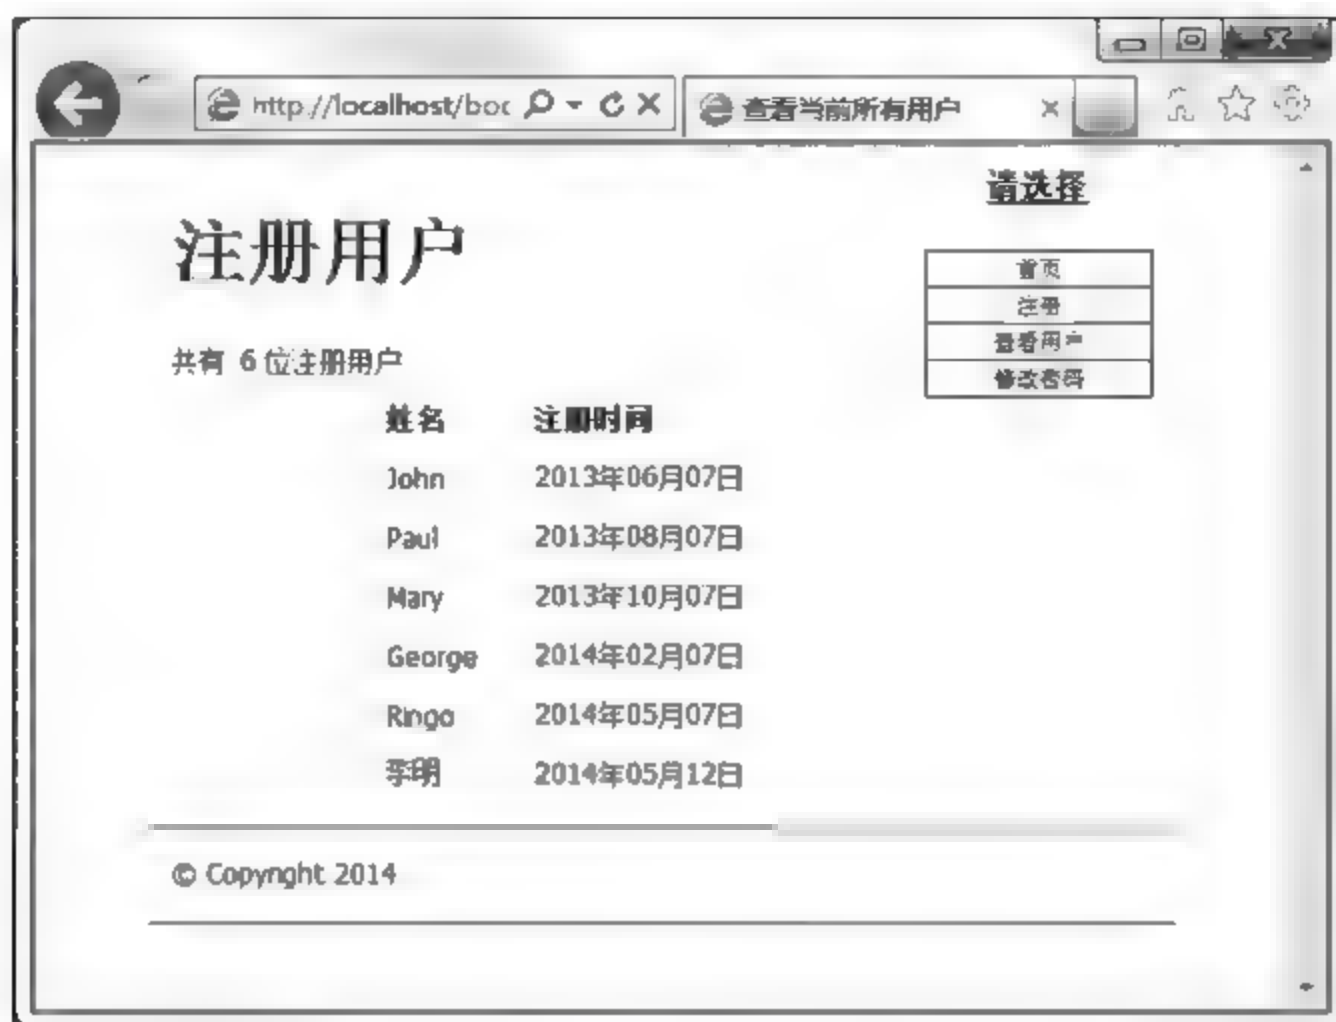 http://localhost/boc
查看当前所有用户
请选择
注册用户
首页
注册
查看用户
修改密码
共有 6 位注册用户
姓名 注册时间
John 2013年06月07日
Paul 2013年08月07日
Mary 2013年10月07日
George 2014年02月07日
Ringo 2014年05月07日
李明 2014年05月12日
© Copyright 2014